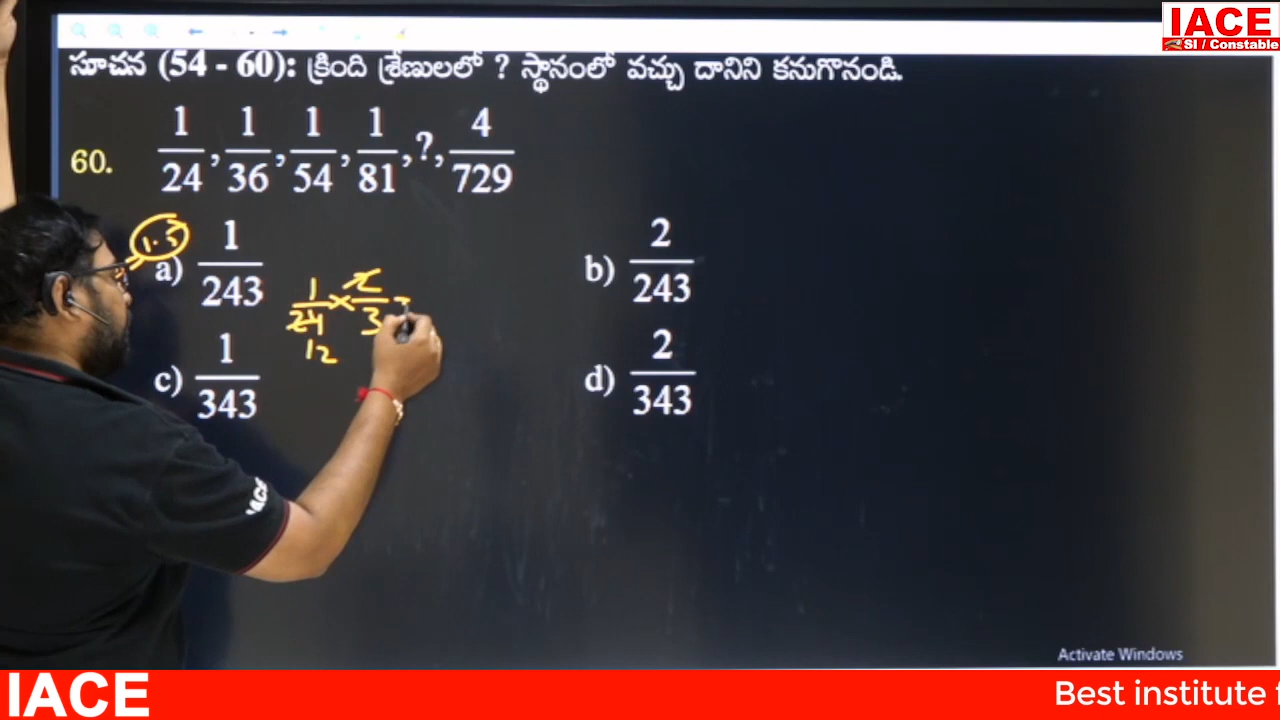 IACE
SI / Constable
సూచన (54 - 60): క్రింది శ్రేణులలో ? స్థానంలో వచ్చు దానిని కనుగొనండి.
60. 1/24, 1/36, 1/54, 1/81, ?, 4/729
1.5
a) 1/243
b) 2/243
1/24 × 2/3 =
12
c) 1/343
d) 2/343
IACE
Activate Windows
IACE
Best institute f